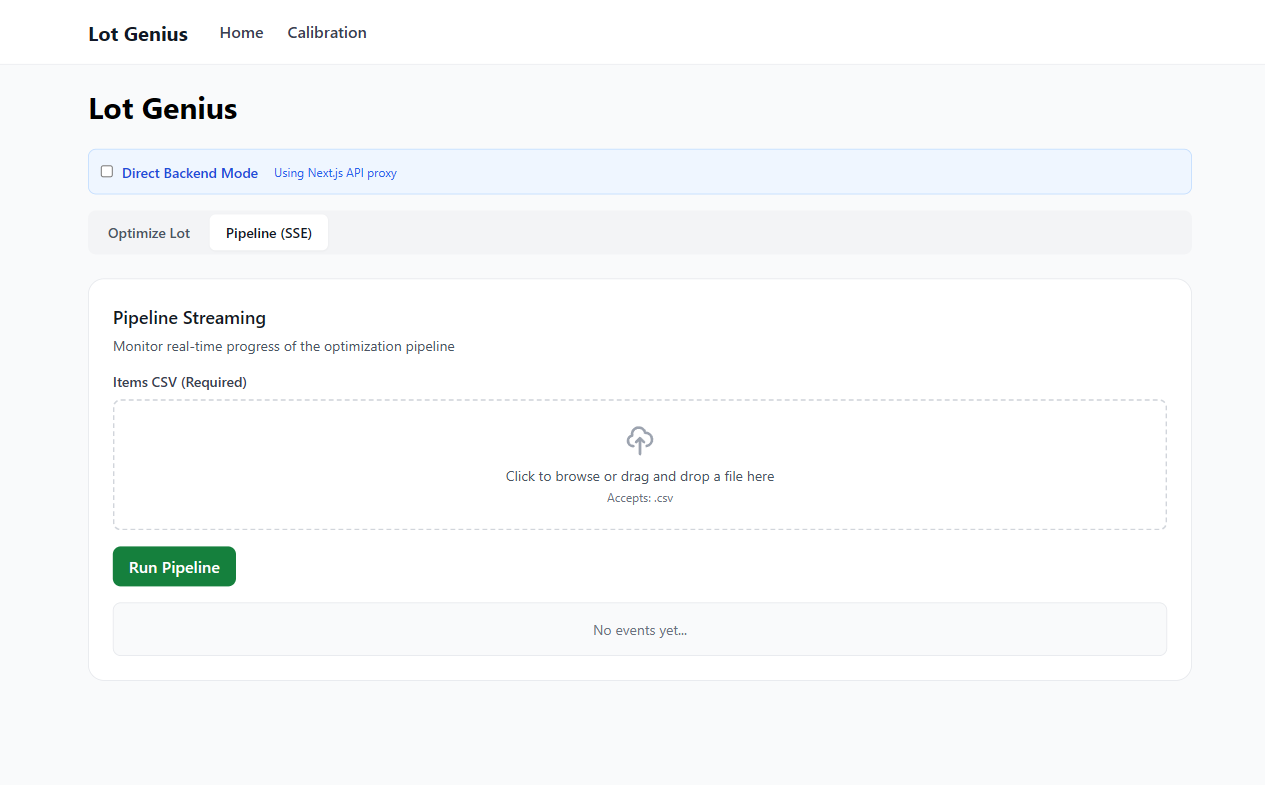 Lot Genius Home Calibration
Lot Genius
Direct Backend Mode Using Next.js API proxy
Optimize Lot Pipeline (SSE)
Pipeline Streaming
Monitor real-time progress of the optimization pipeline
Items CSV (Required)
Click to browse or drag and drop a file here
Accepts: .csv
Run Pipeline
No events yet...